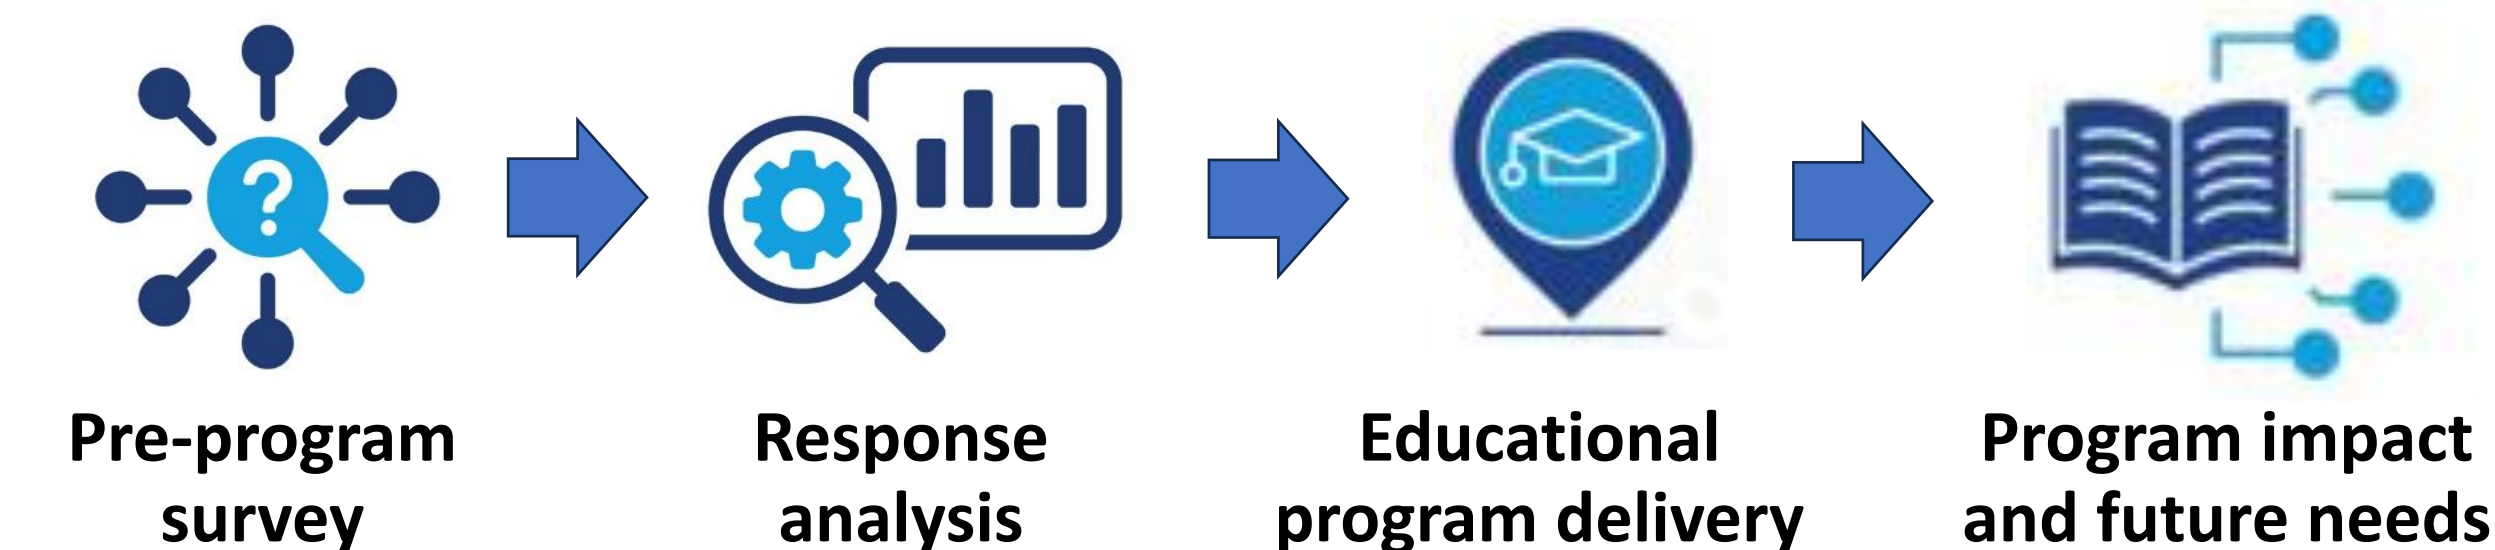 ?
Pre-program
survey
Response
analysis
Educational
program delivery
Program impact
and future needs